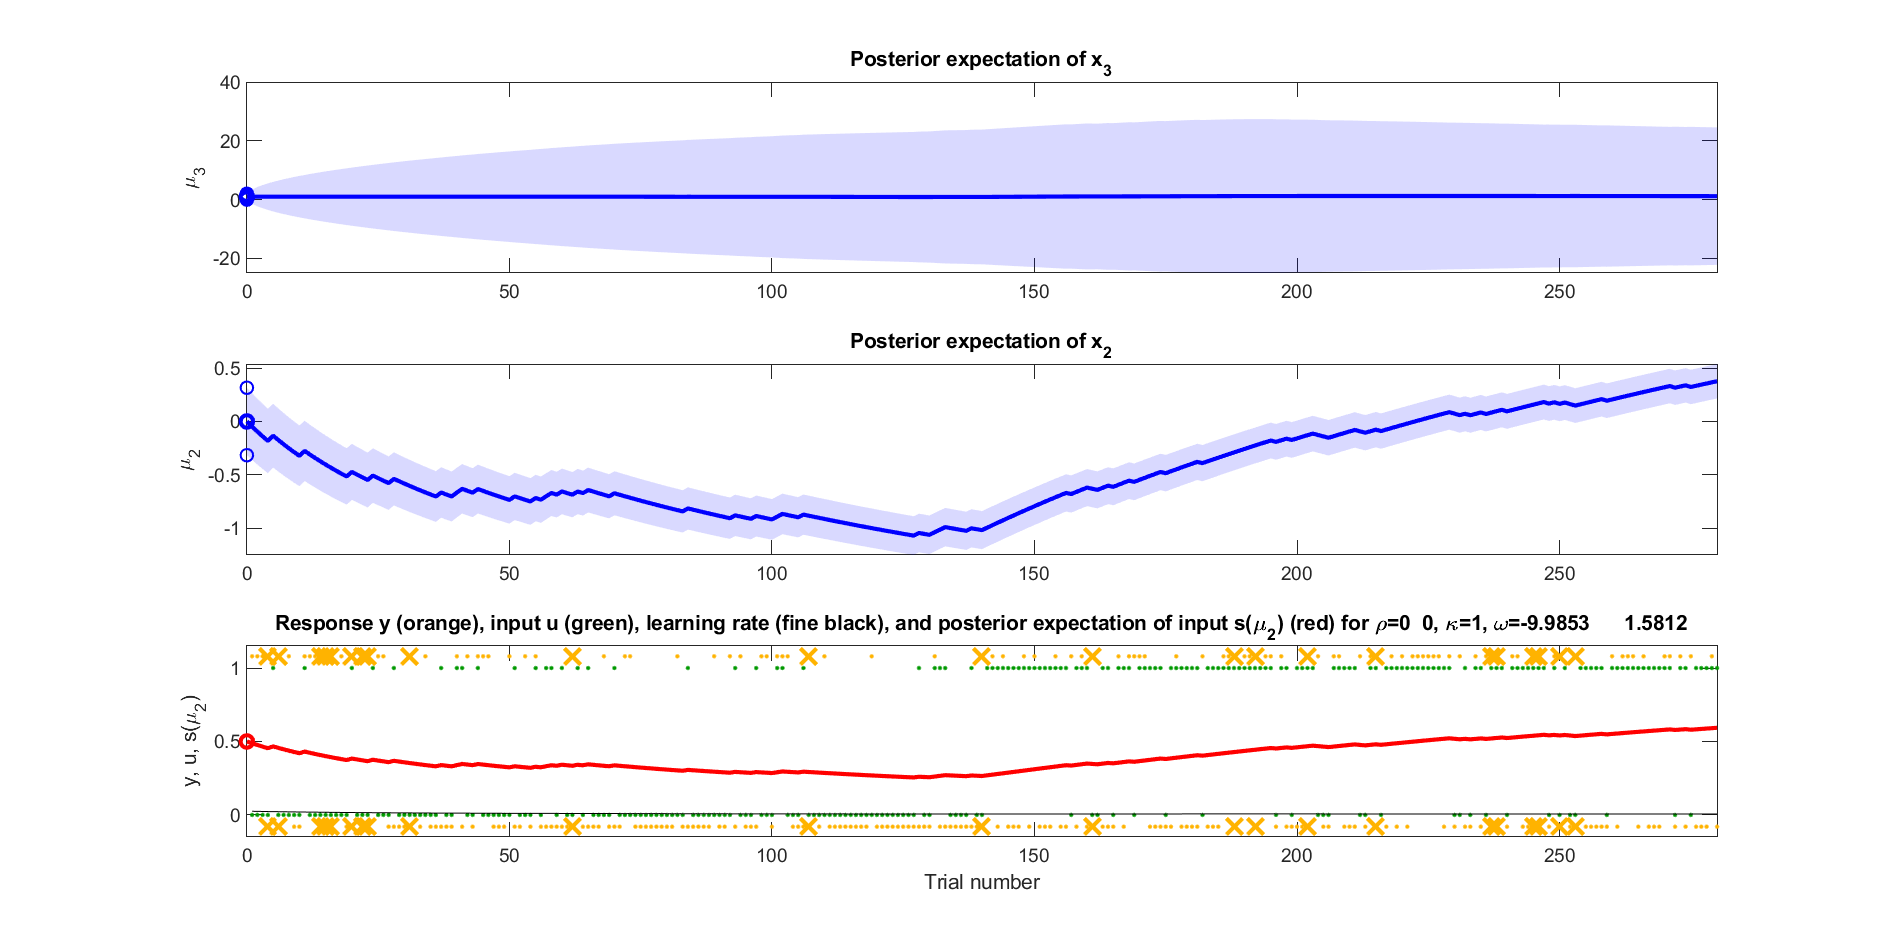 Posterior expectation of x3
40
20
0
-20
μ3
0 50 100 150 200 250
Posterior expectation of x2
0.5
0
-0.5
-1
μ2
0 50 100 150 200 250
Response y (orange), input u (green), learning rate (fine black), and posterior expectation of input s(μ2) (red) for ρ=0 0, κ=1, ω=-9.9853 1.5812
1
0.5
0
y, u, s(μ2)
0 50 100 150 200 250
Trial number